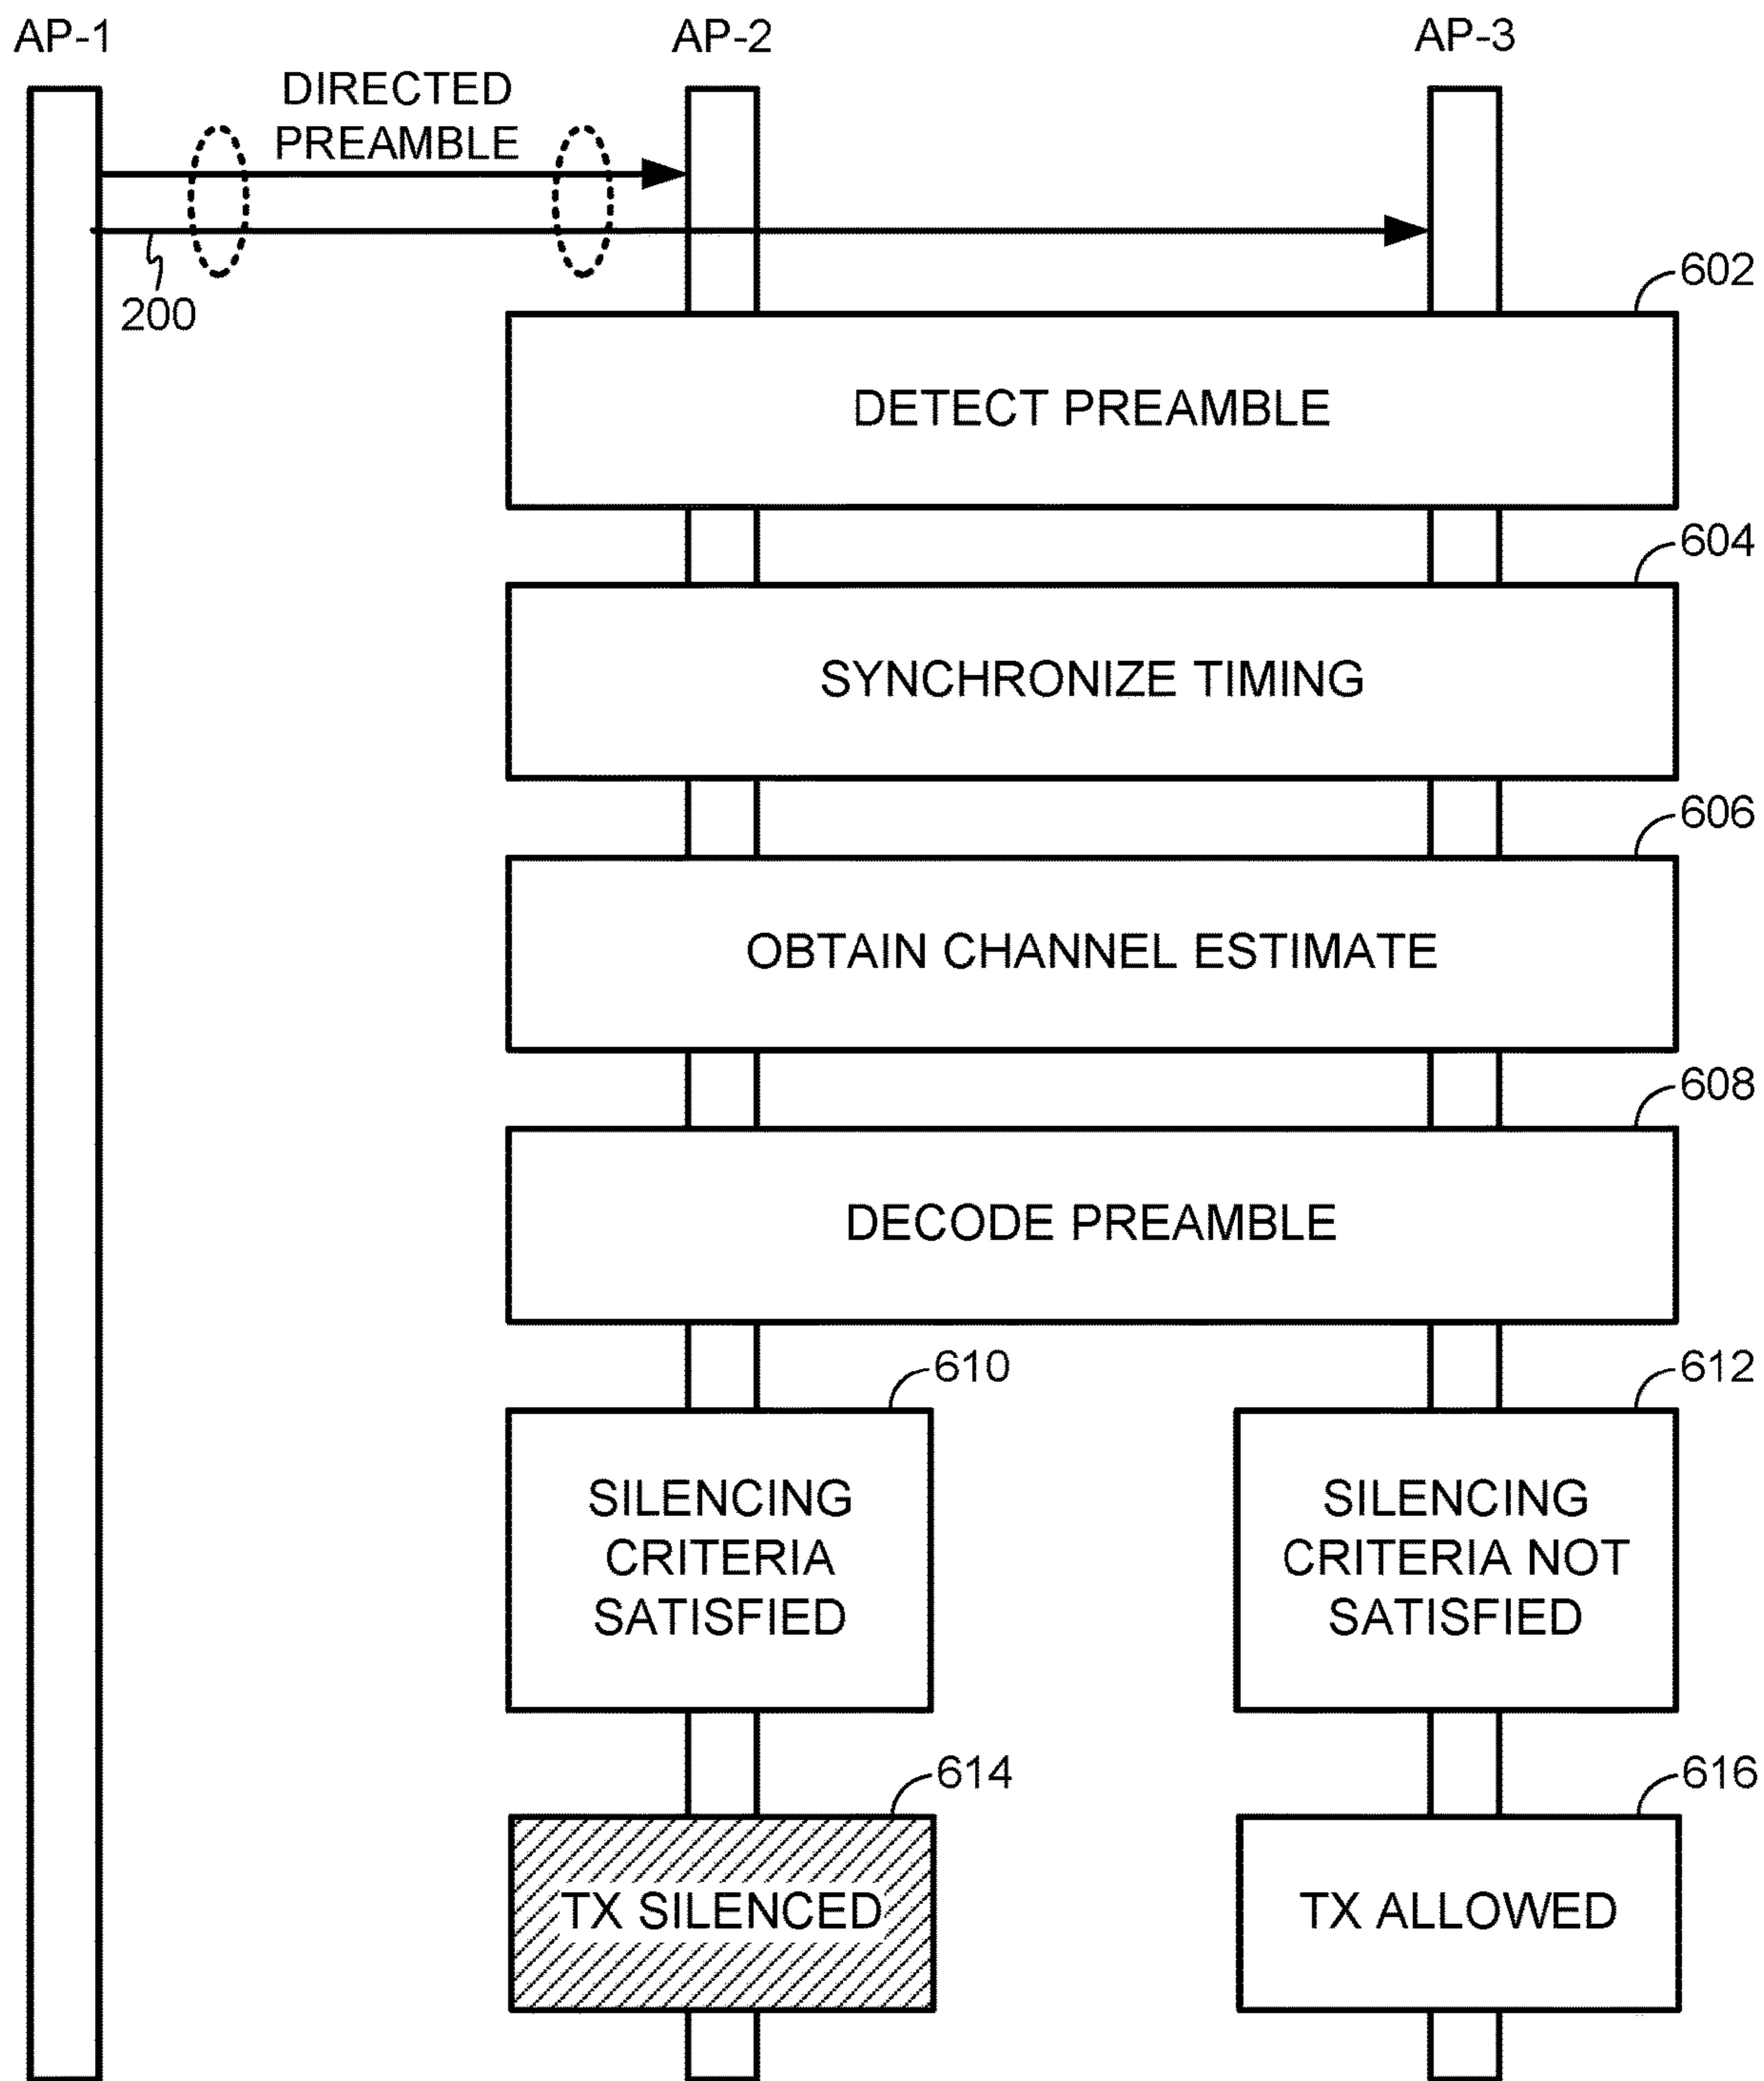 AP-1
AP-2
AP-3
DIRECTED
PREAMBLE
200
602
DETECT PREAMBLE
604
SYNCHRONIZE TIMING
606
OBTAIN CHANNEL ESTIMATE
608
DECODE PREAMBLE
610
612
SILENCING
CRITERIA
SATISFIED
SILENCING
CRITERIA NOT
SATISFIED
614
616
TX SILENCED
TX ALLOWED